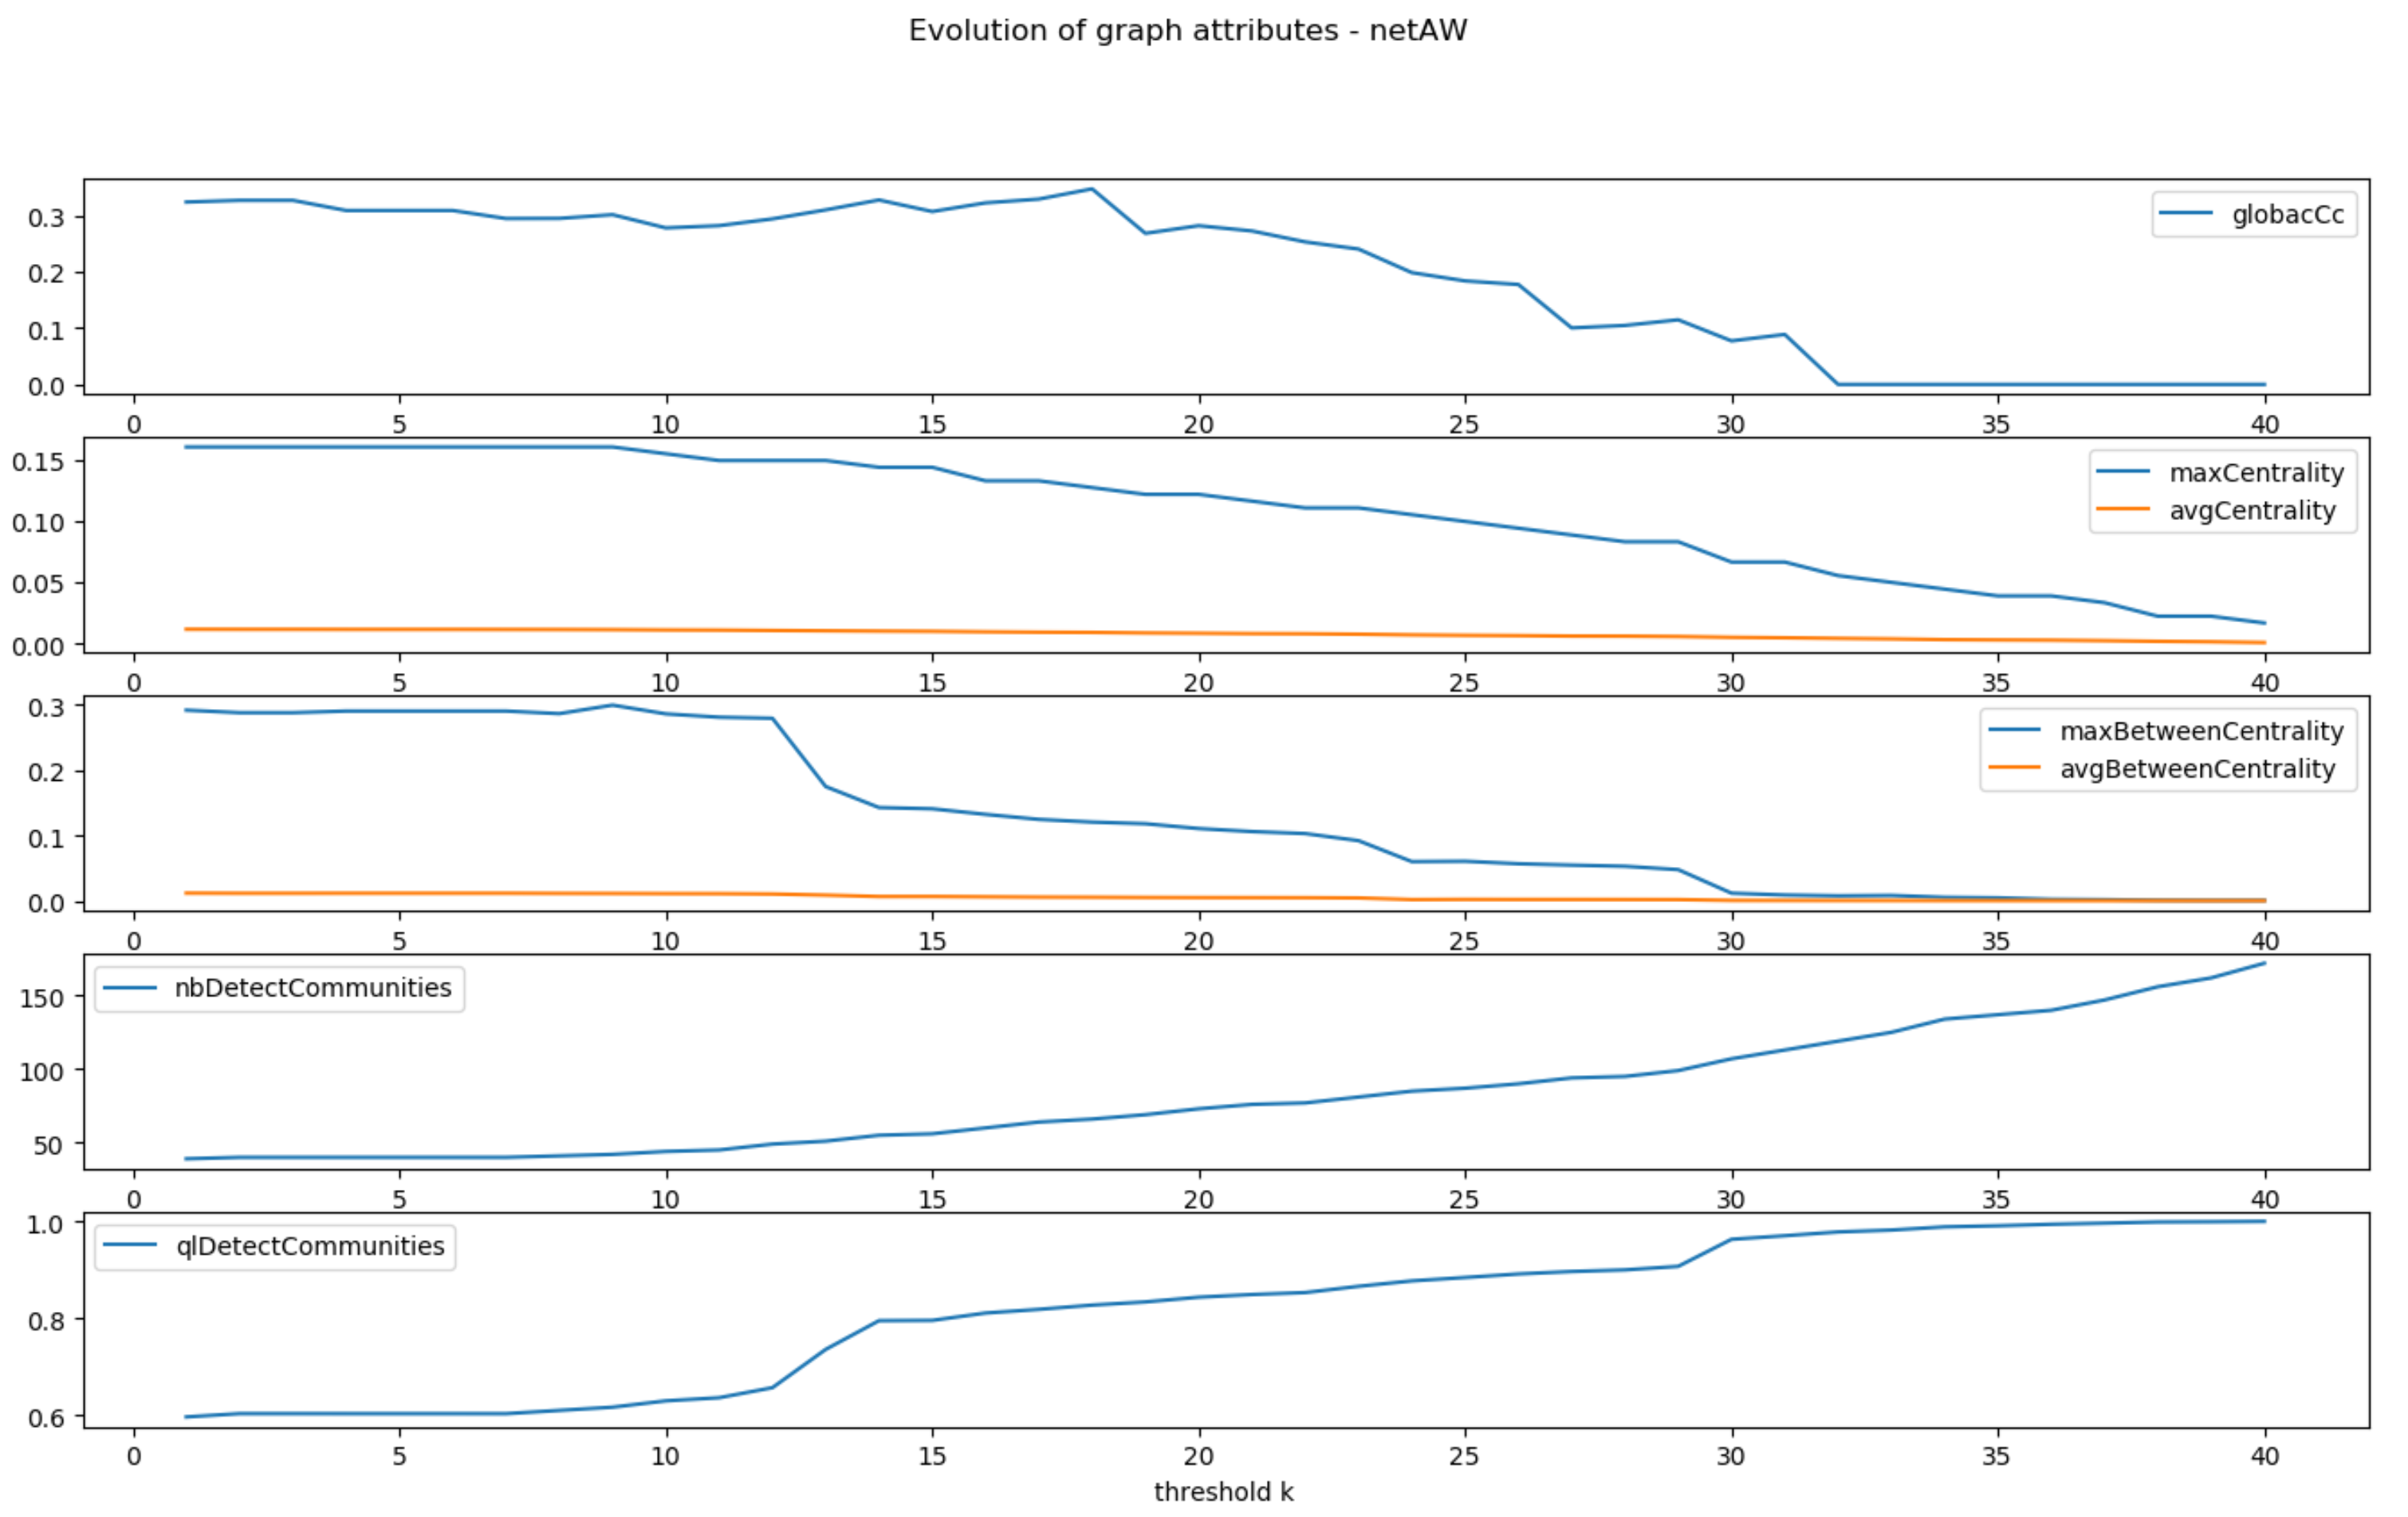 Evolution of graph attributes - netAW
0.3
0.2
0.1
0.0
globacCc
0 5 10 15 20 25 30 35 40
0.15
0.10
0.05
0.00
maxCentrality
avgCentrality
0 5 10 15 20 25 30 35 40
0.3
0.2
0.1
0.0
maxBetweenCentrality
avgBetweenCentrality
0 5 10 15 20 25 30 35 40
150
100
50
nbDetectCommunities
0 5 10 15 20 25 30 35 40
1.0
0.8
0.6
qlDetectCommunities
0 5 10 15 20 25 30 35 40
threshold k